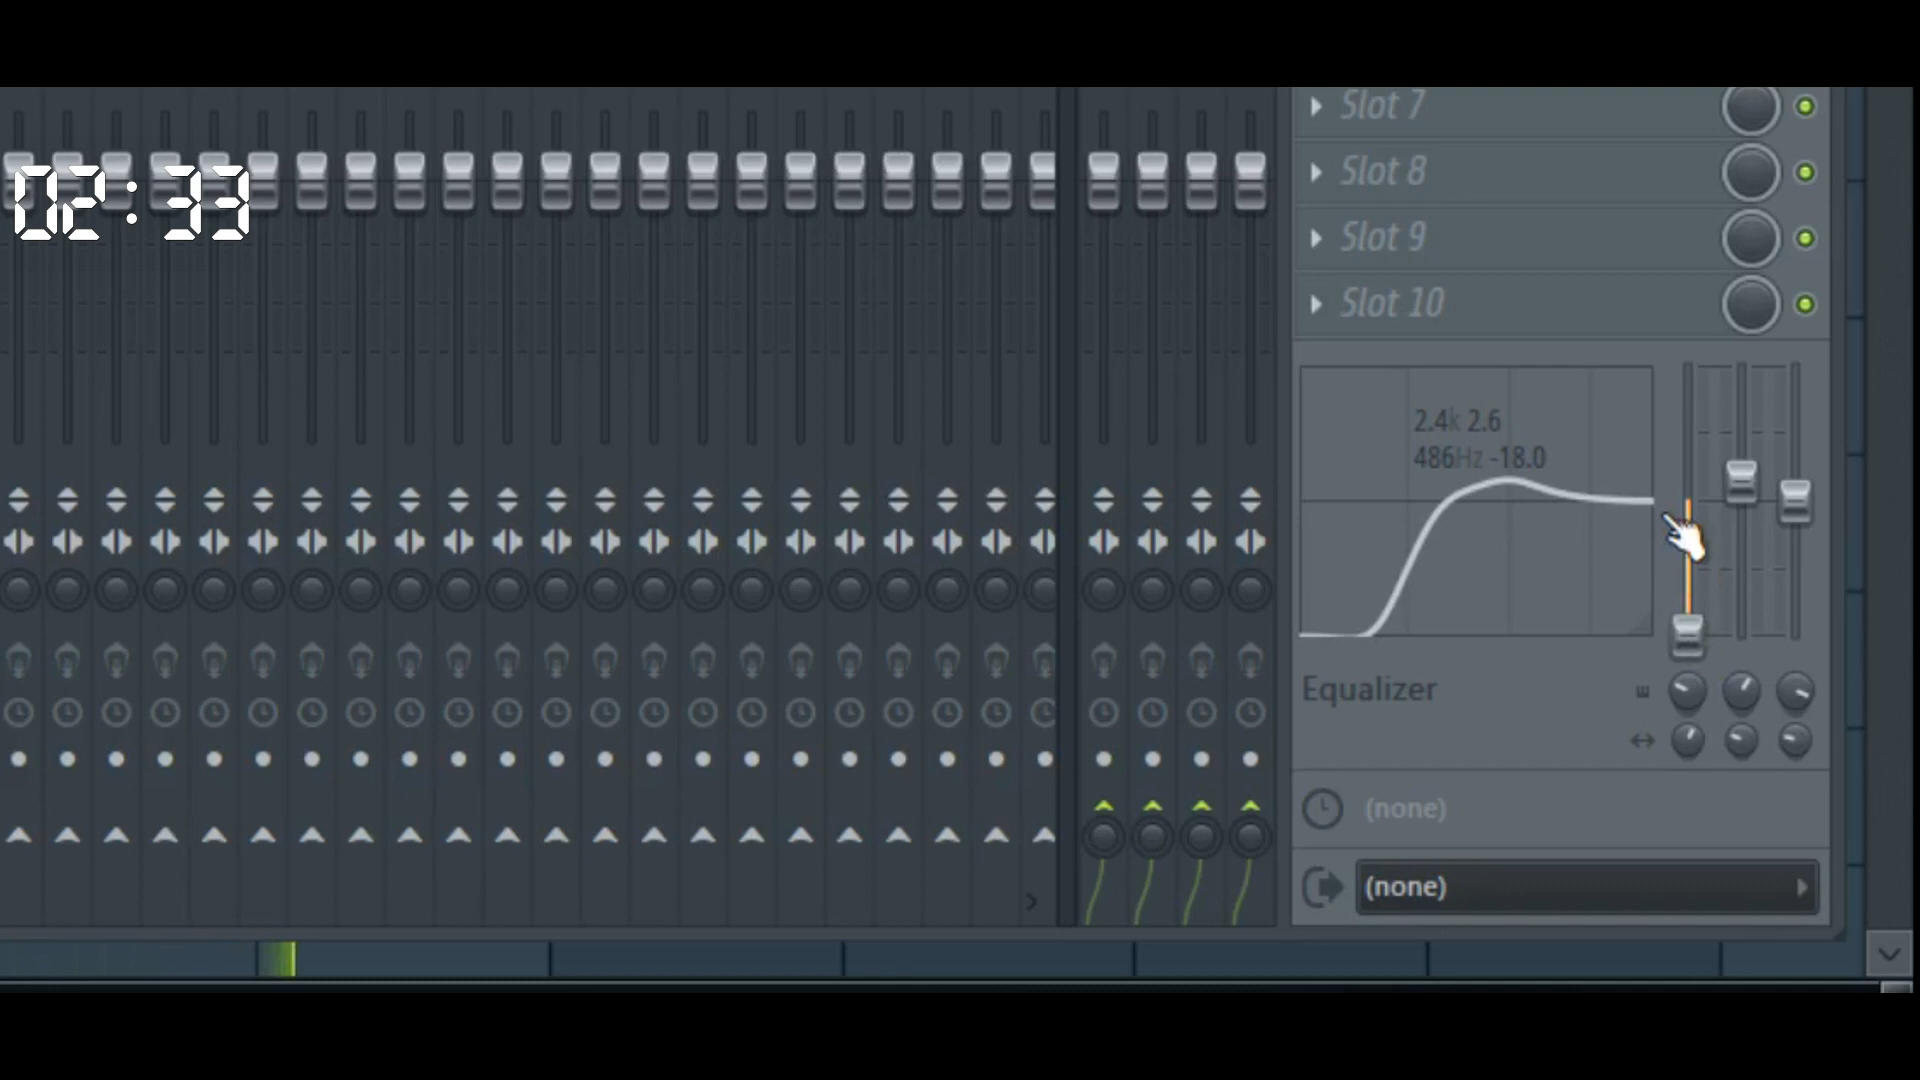 Slot 7
02:33
Slot 8
Slot 9
Slot 10
2.4k 2.6
486Hz -18.0
Equalizer
(none)
(none)